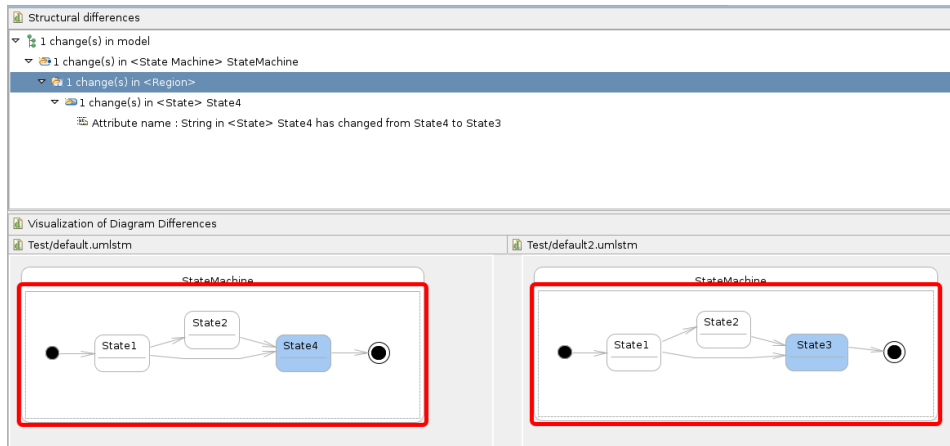 Structural differences
1 change(s) in model
1 change(s) in <State Machine> StateMachine
1 change(s) in <Region>
1 change(s) in <State> State4
Attribute name : String in <State> State4 has changed from State4 to State3
Visualization of Diagram Differences
Test/default.umlstm
Test/default2.umlstm
StateMachine
State2
State1
State4
StateMachine
State2
State1
State3